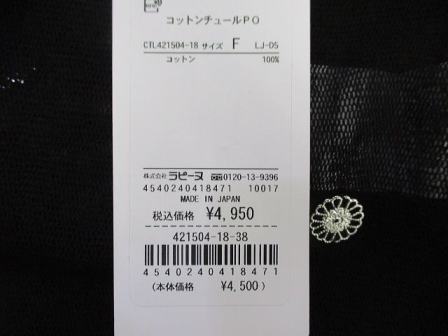 コットンチュールPO
CTL421504-18 サイズ F LJ-05
コットン 100%
株式会社 ラピーヌ 0120-13-9396
4540240418471 10017
MADE IN JAPAN
税込価格 ¥4,950
421504-18-38
4540240418471
(本体価格 ¥4,500)